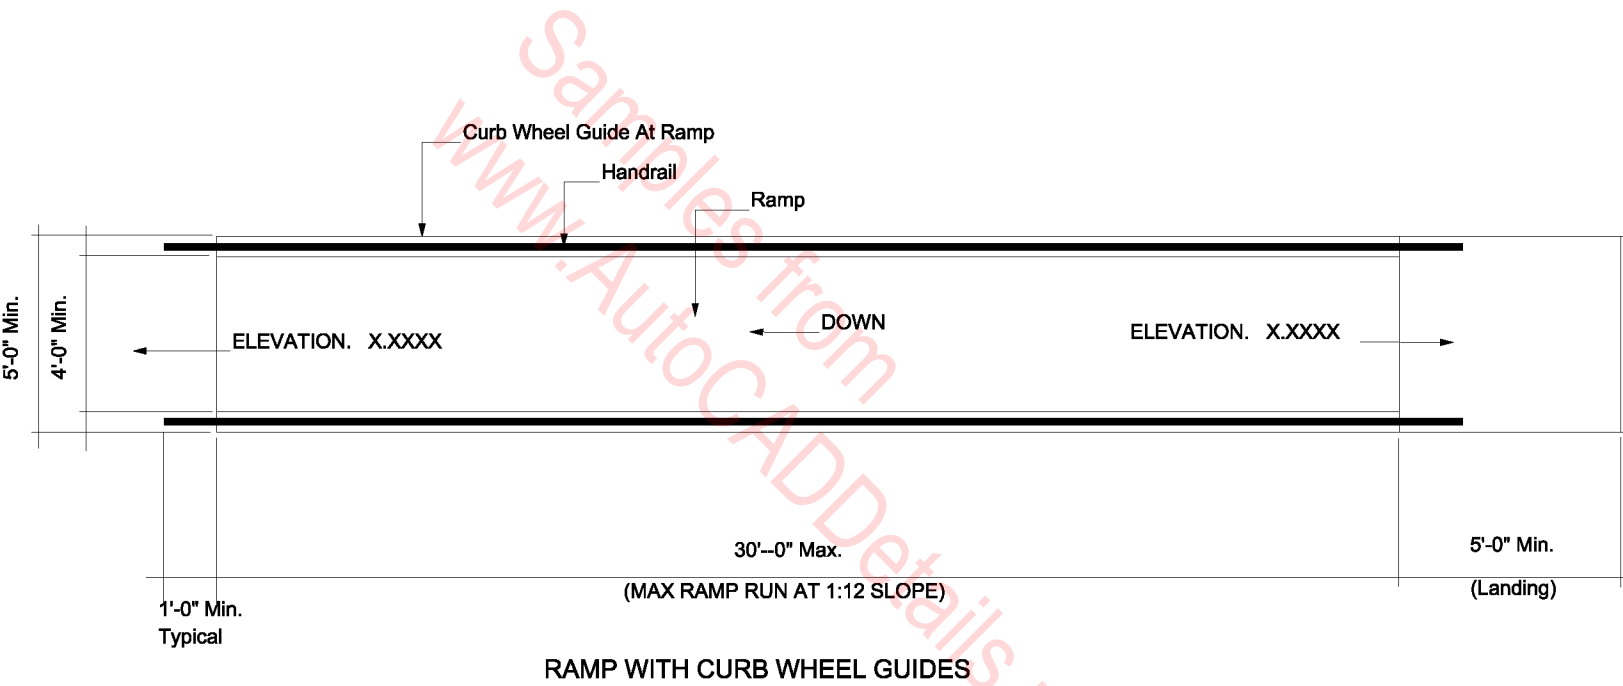 Curb Wheel Guide At Ramp
Handrail
Ramp
DOWN
ELEVATION. X.XXXX
ELEVATION. X.XXXX
5'-0" Min.
4'-0" Min.
30'--0" Max.
(MAX RAMP RUN AT 1:12 SLOPE)
5'-0" Min.
(Landing)
1'-0" Min.
Typical
RAMP WITH CURB WHEEL GUIDES
Samples from
www.AutoCADDetails